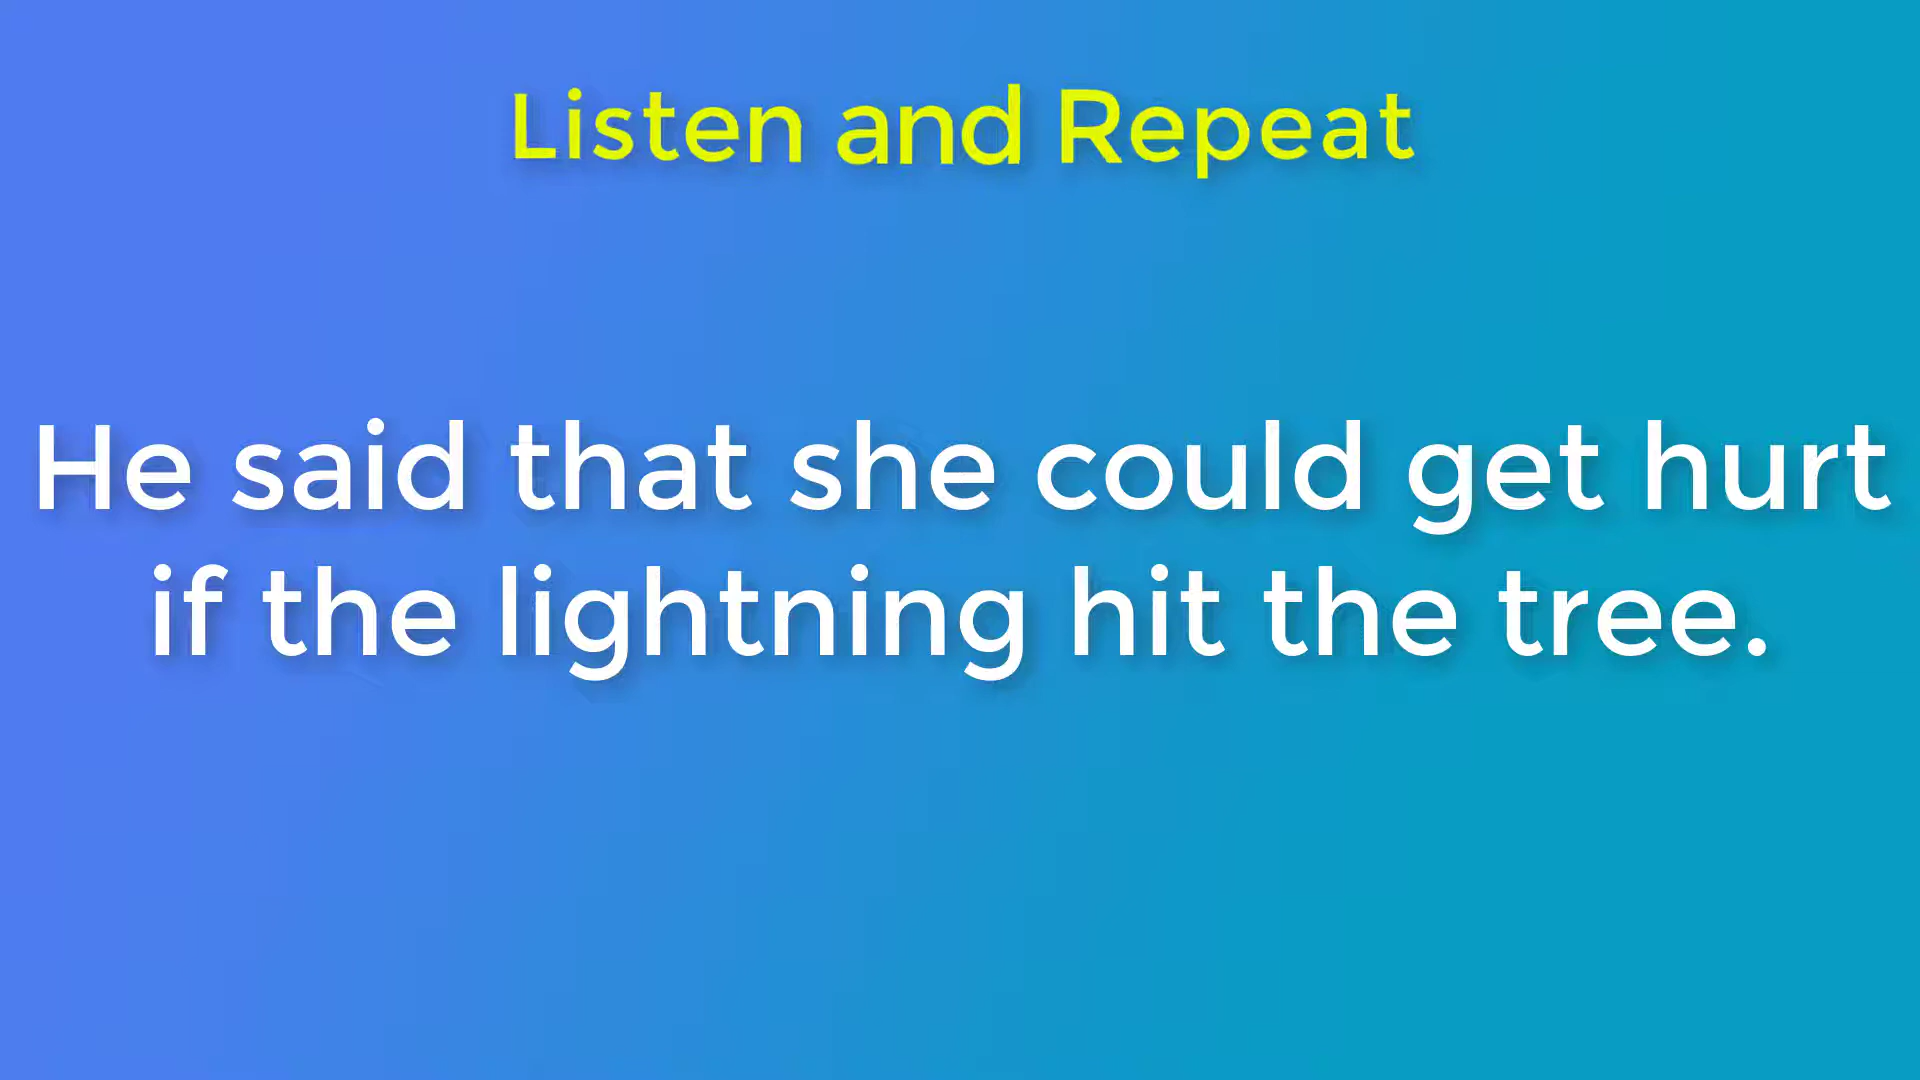 Listen and Repeat
He said that she could get hurt
if the lightning hit the tree.